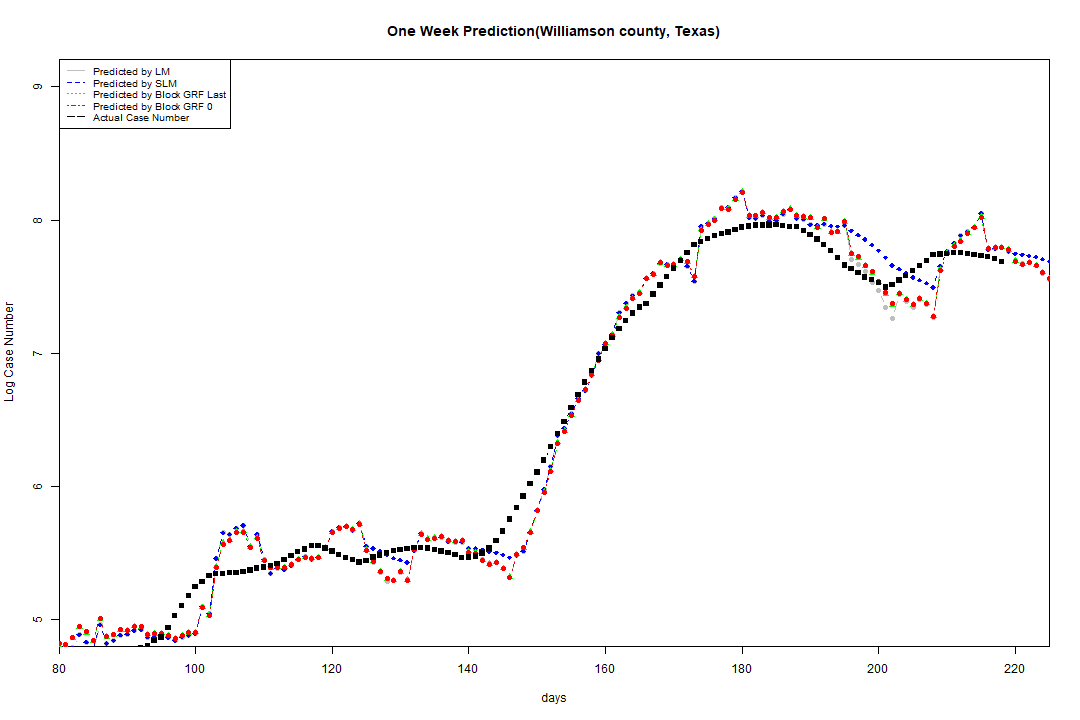 One Week Prediction(Williamson county, Texas)
Predicted by LM
Predicted by SLM
Predicted by Block GRF Last
Predicted by Block GRF 0
Actual Case Number
9
8
7
6
5
Log Case Number
80 100 120 140 160 180 200 220
days